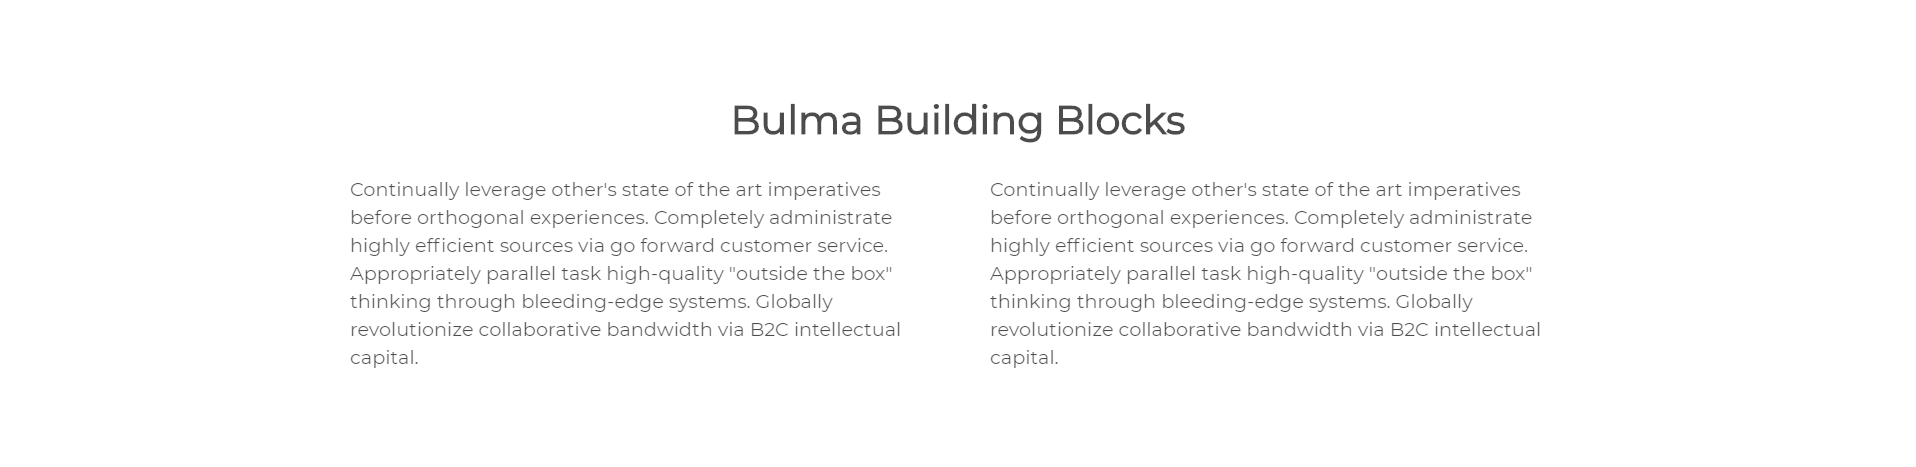 Bulma Building Blocks
Continually leverage other's state of the art imperatives
before orthogonal experiences. Completely administrate
highly efficient sources via go forward customer service.
Appropriately parallel task high-quality "outside the box"
thinking through bleeding-edge systems. Globally
revolutionize collaborative bandwidth via B2C intellectual
capital.
Continually leverage other's state of the art imperatives
before orthogonal experiences. Completely administrate
highly efficient sources via go forward customer service.
Appropriately parallel task high-quality "outside the box"
thinking through bleeding-edge systems. Globally
revolutionize collaborative bandwidth via B2C intellectual
capital.